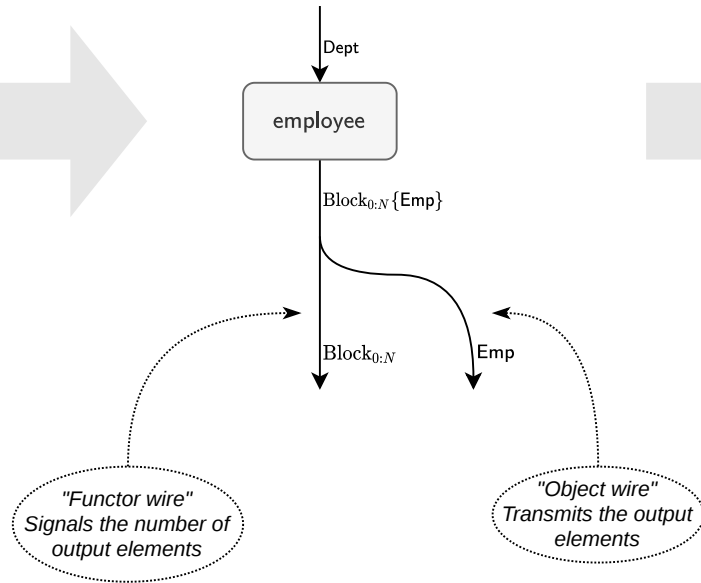 Dept
employee
Block₀:N{Emp}
Block₀:N
Emp
"Functor wire"
Signals the number of
output elements
"Object wire"
Transmits the output
elements